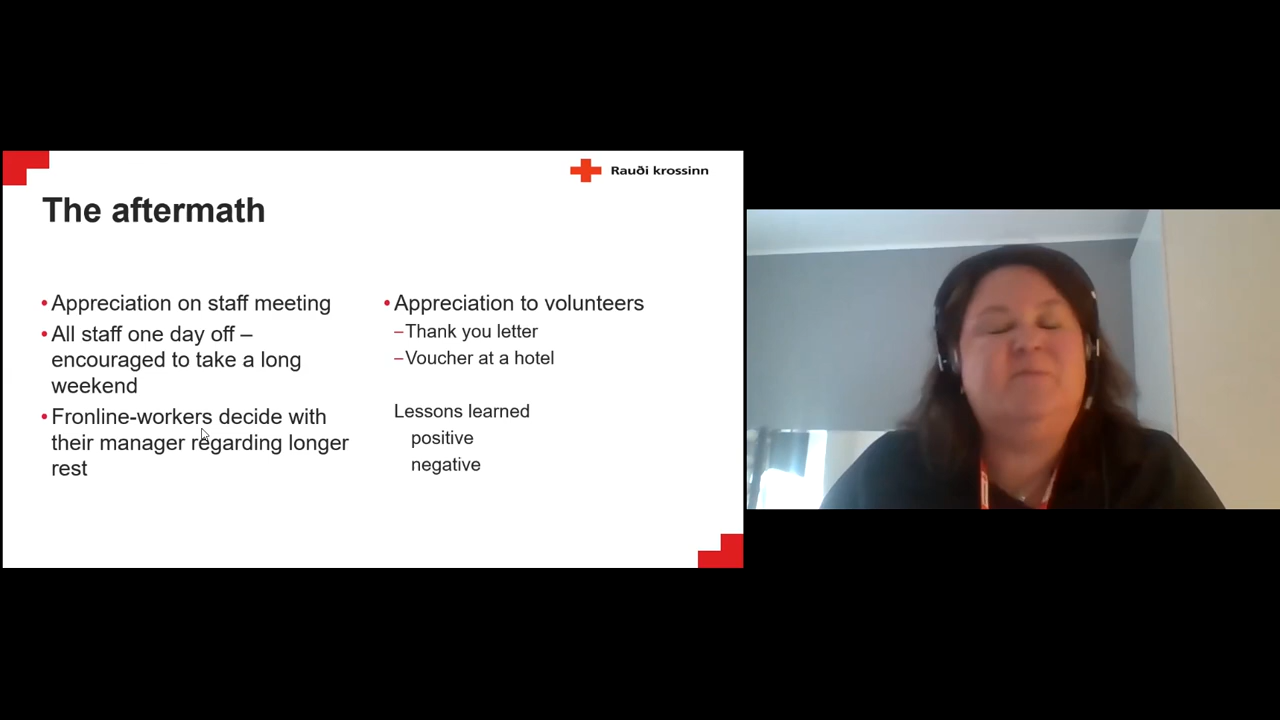 Rauði krossinn
The aftermath
•Appreciation on staff meeting
•All staff one day off –
encouraged to take a long
weekend
•Fronline-workers decide with
their manager regarding longer
rest
•Appreciation to volunteers
–Thank you letter
–Voucher at a hotel
Lessons learned
positive
negative